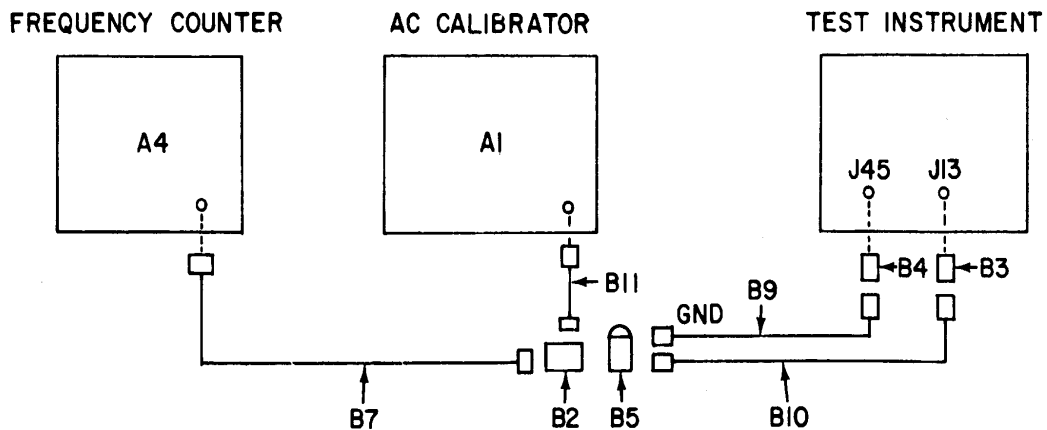 FREQUENCY COUNTER AC CALIBRATOR TEST INSTRUMENT
A4 A1 J45 J13
B4 B3
B11 B9
GND
B7 B2 B5 B10